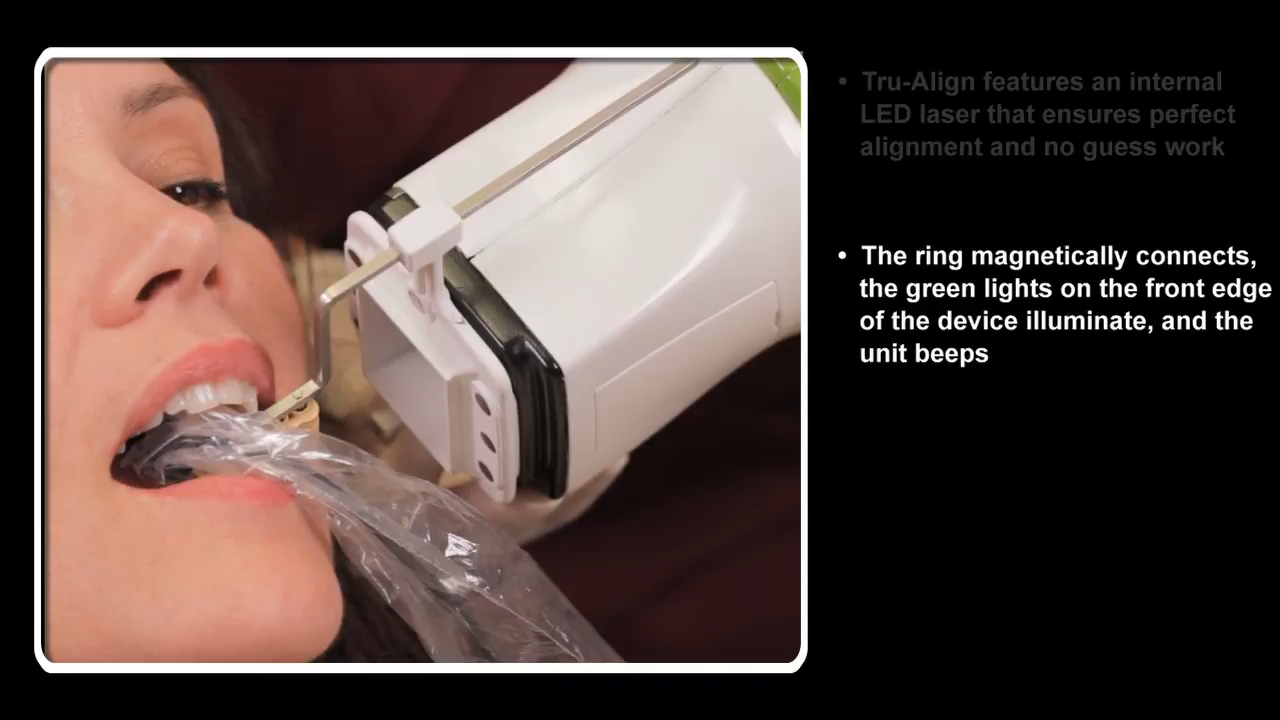 • Tru-Align features an internal
LED laser that ensures perfect
alignment and no guess work
• The ring magnetically connects,
the green lights on the front edge
of the device illuminate, and the
unit beeps